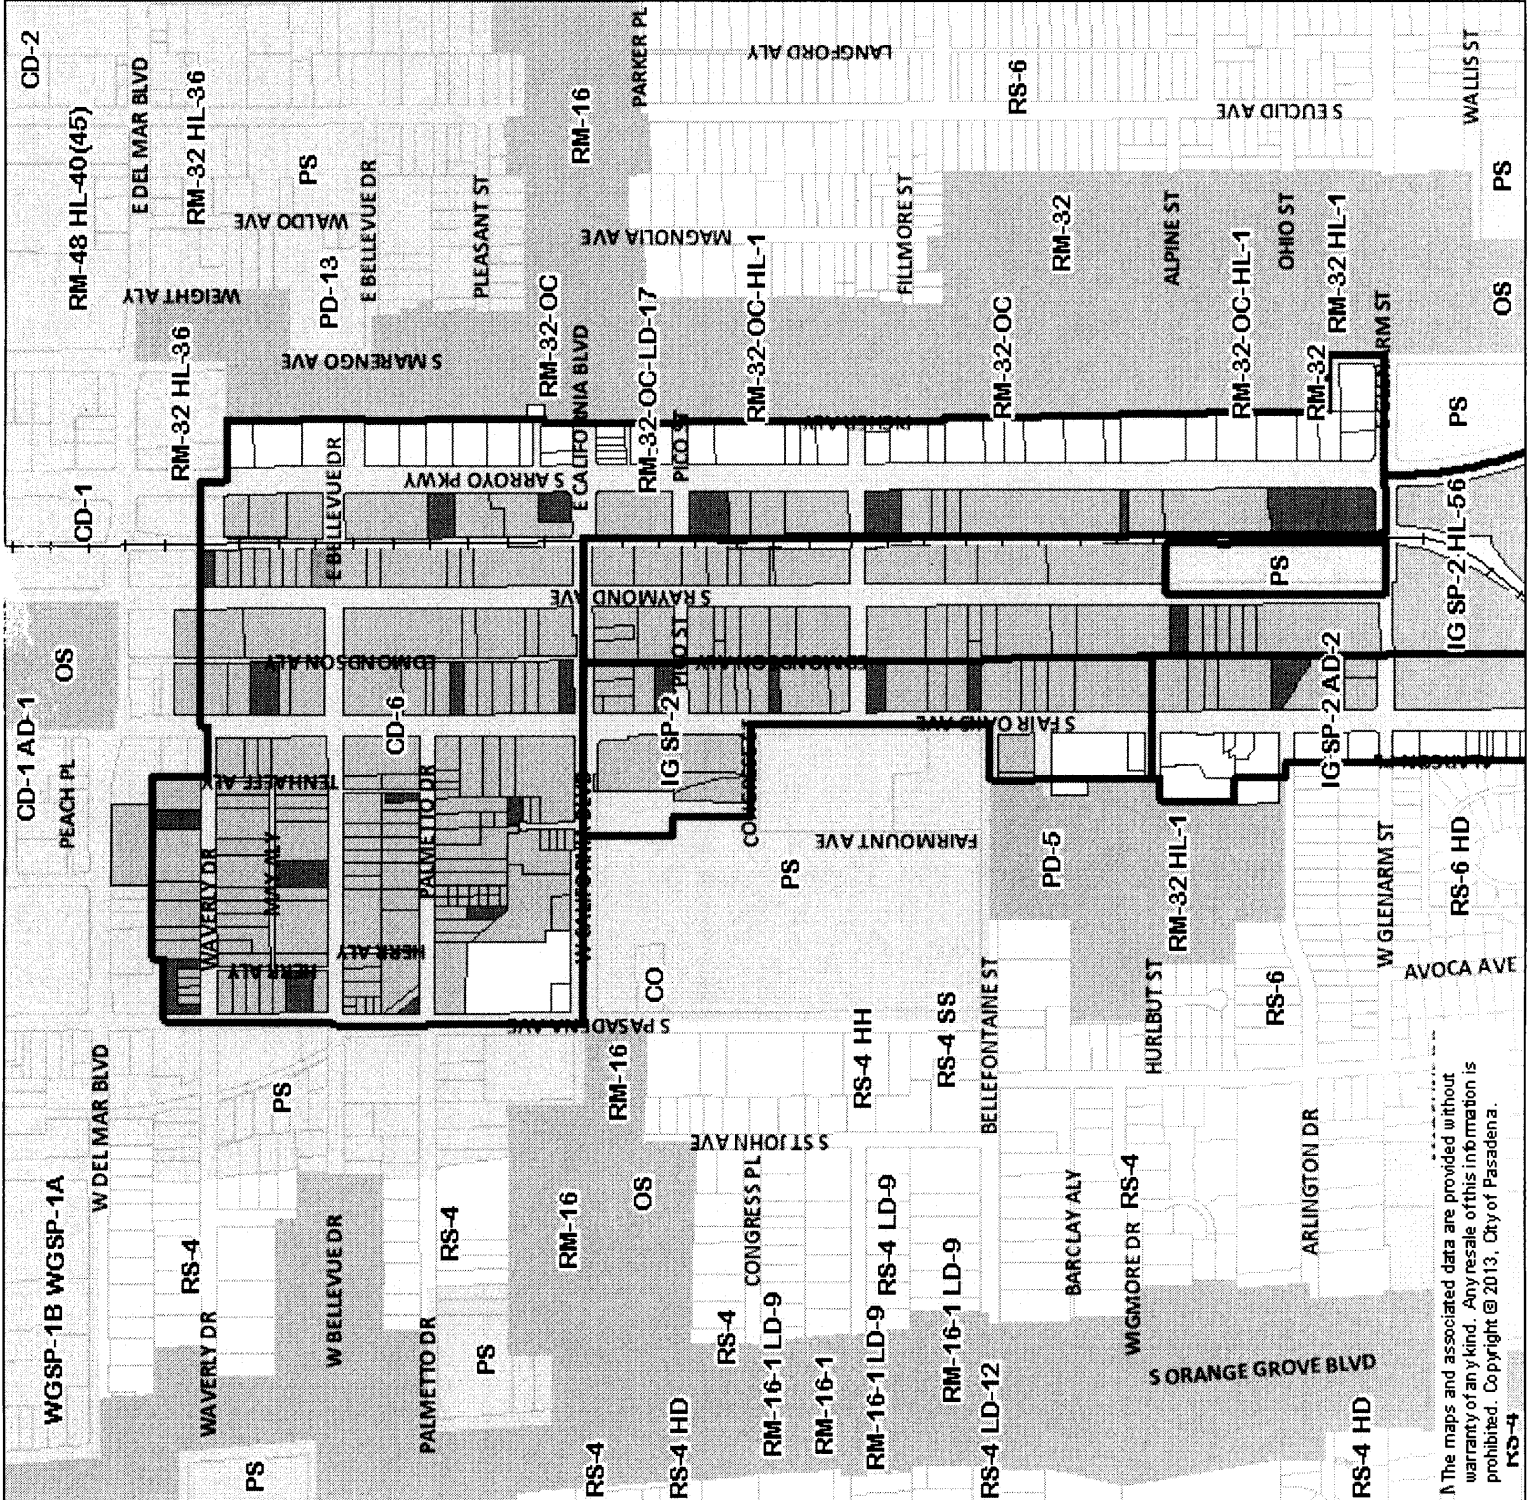 CD-2
RM-48 HL-40(45)
E DEL MAR BLVD
RM-32 HL-36
WALDO AVE
PS
E BELLEVUE DR
PLEASANT ST
WEIGHT ALY
PD-13
S MARENGO AVE
RM-32 HL-36
CD-1
PARKER PL
LANGFORD ALY
RM-16
RS-6
S EUCLID AVE
WALLIS ST
MAGNOLIA AVE
FILLMORE ST
RM-32
ALPINE ST
OHIO ST
PS
OS
RM-32-OC
E CALIFORNIA BLVD
RM-32-OC-LD-17
PICO ST
RM-32-OC-HL-1
RM-32-OC
RM-32-OC-HL-1
RM-32
RM-32 HL-1
PS
E BELLEVUE DR
S ARROYO PKWY
E BELLEVUE DR
S RAYMOND AVE
PS
IG SP-2 HL-56
OS
CD-1 AD-1
PEACH PL
EDMONDSON ALY
CD-6
PICO ST
EDMONDSON ALY
IG SP-2
S FAIR OAKS AVE
IG SP-2 AD-2
TENHAEFF ALY
PALMETTO DR
WAVERLY DR
MAY ALY
HERR ALY
HERR ALY
W CALIFORNIA BLVD
CONGRESS
FAIRMOUNT AVE
PS
PD-5
RM-32 HL-1
W GLENARM ST
RS-6 HD
AVOCA AVE
S PASADENA AVE
CO
BELLEFONTAINE ST
HURLBUT ST
RS-6
W DEL MAR BLVD
PS
RM-16
RS-4 HH
RS-4 SS
S ST JOHN AVE
WGSP-1B WGSP-1A
RS-4
W BELLEVUE DR
RS-4
RM-16
OS
CONGRESS PL
RS-4 LD-9
BARCLAY ALY
RS-4
ARLINGTON DR
WAVERLY DR
PALMETTO DR
PS
RS-4
RM-16-1 LD-9
RM-16-1
RM-16-1 LD-9
RM-16-1 LD-9
WIGMORE DR
S ORANGE GROVE BLVD
PS
RS-4
RS-4 HD
RS-4 LD-12
RS-4 HD
The maps and associated data are provided without
warranty of any kind. Any resale of this information is
prohibited. Copyright @ 2013, City of Pasadena.
RS-4